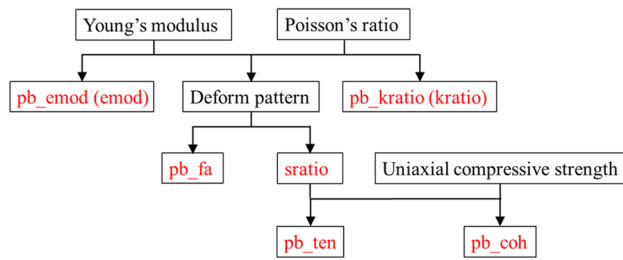 Young’s modulus
Poisson’s ratio
pb_emod (emod)
Deform pattern
pb_kratio (kratio)
pb_fa
sratio
Uniaxial compressive strength
pb_ten
pb_coh